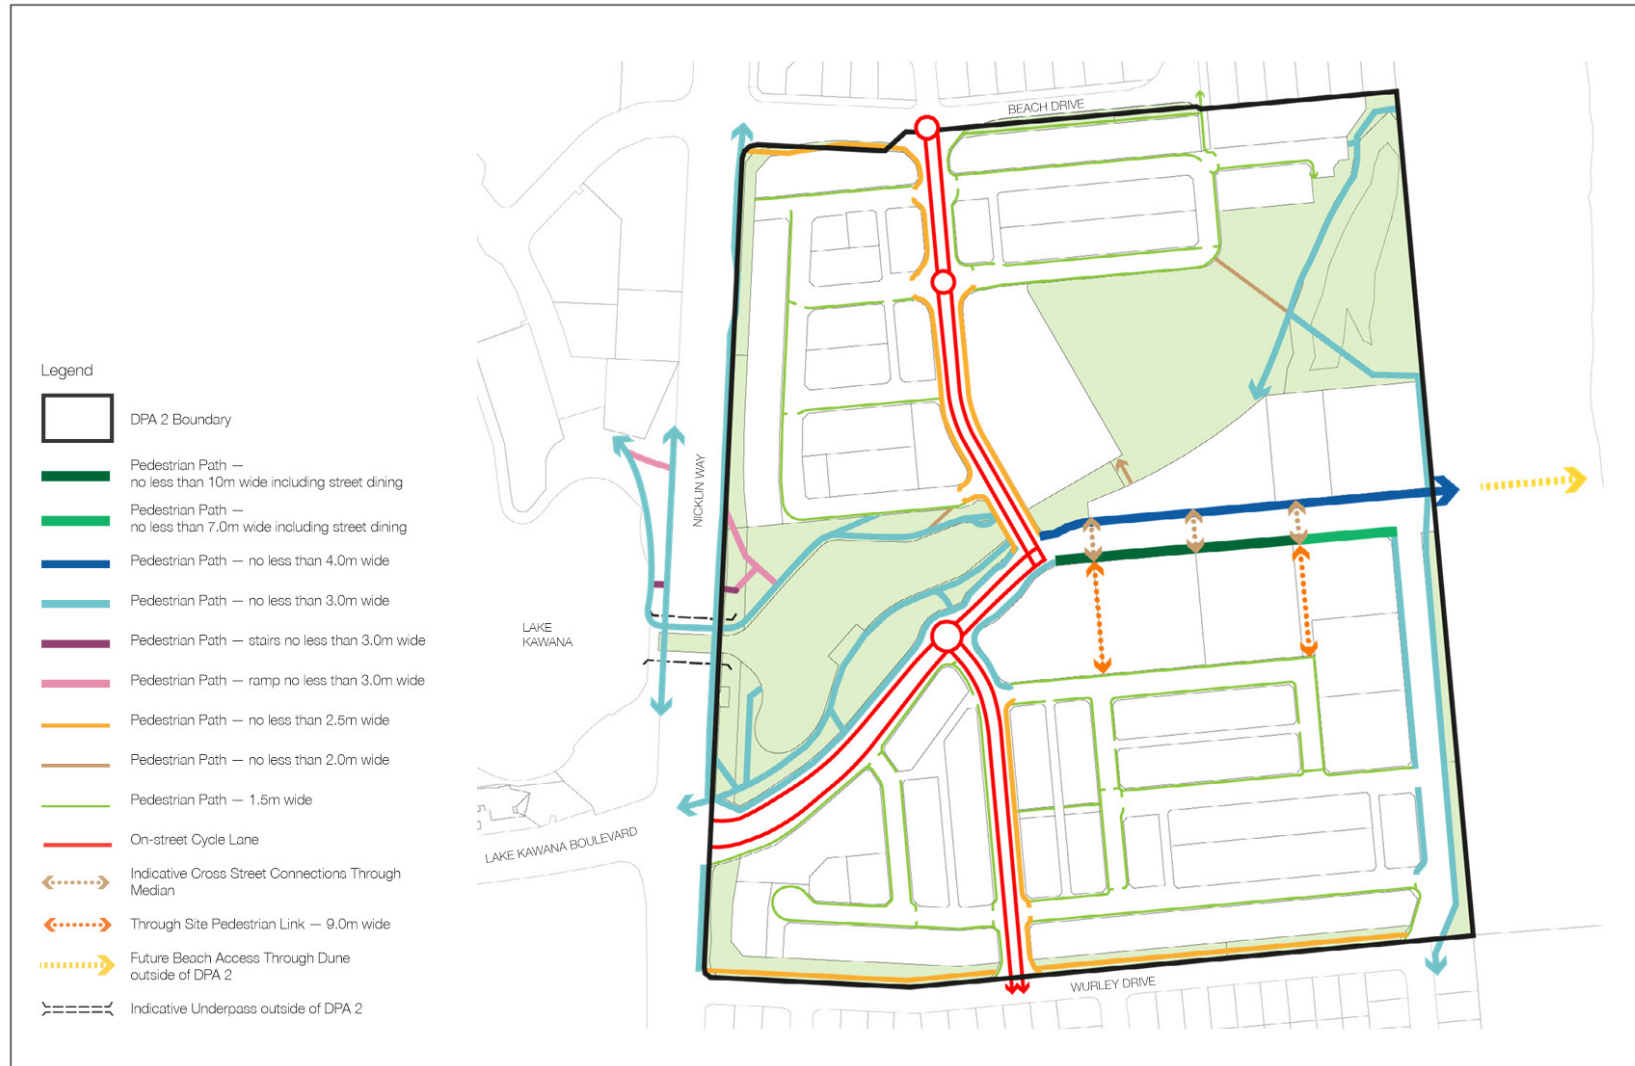 Legend
DPA 2 Boundary
Pedestrian Path —
no less than 10m wide including street dining
Pedestrian Path —
no less than 7.0m wide including street dining
Pedestrian Path — no less than 4.0m wide
Pedestrian Path — no less than 3.0m wide
Pedestrian Path — stairs no less than 3.0m wide
Pedestrian Path — ramp no less than 3.0m wide
Pedestrian Path — no less than 2.5m wide
Pedestrian Path — no less than 2.0m wide
Pedestrian Path — 1.5m wide
On-street Cycle Lane
Indicative Cross Street Connections Through
Median
Through Site Pedestrian Link — 9.0m wide
Future Beach Access Through Dune
outside of DPA 2
Indicative Underpass outside of DPA 2
BEACH DRIVE
NICKLIN WAY
LAKE
KAWANA
LAKE KAWANA BOULEVARD
WURLEY DRIVE